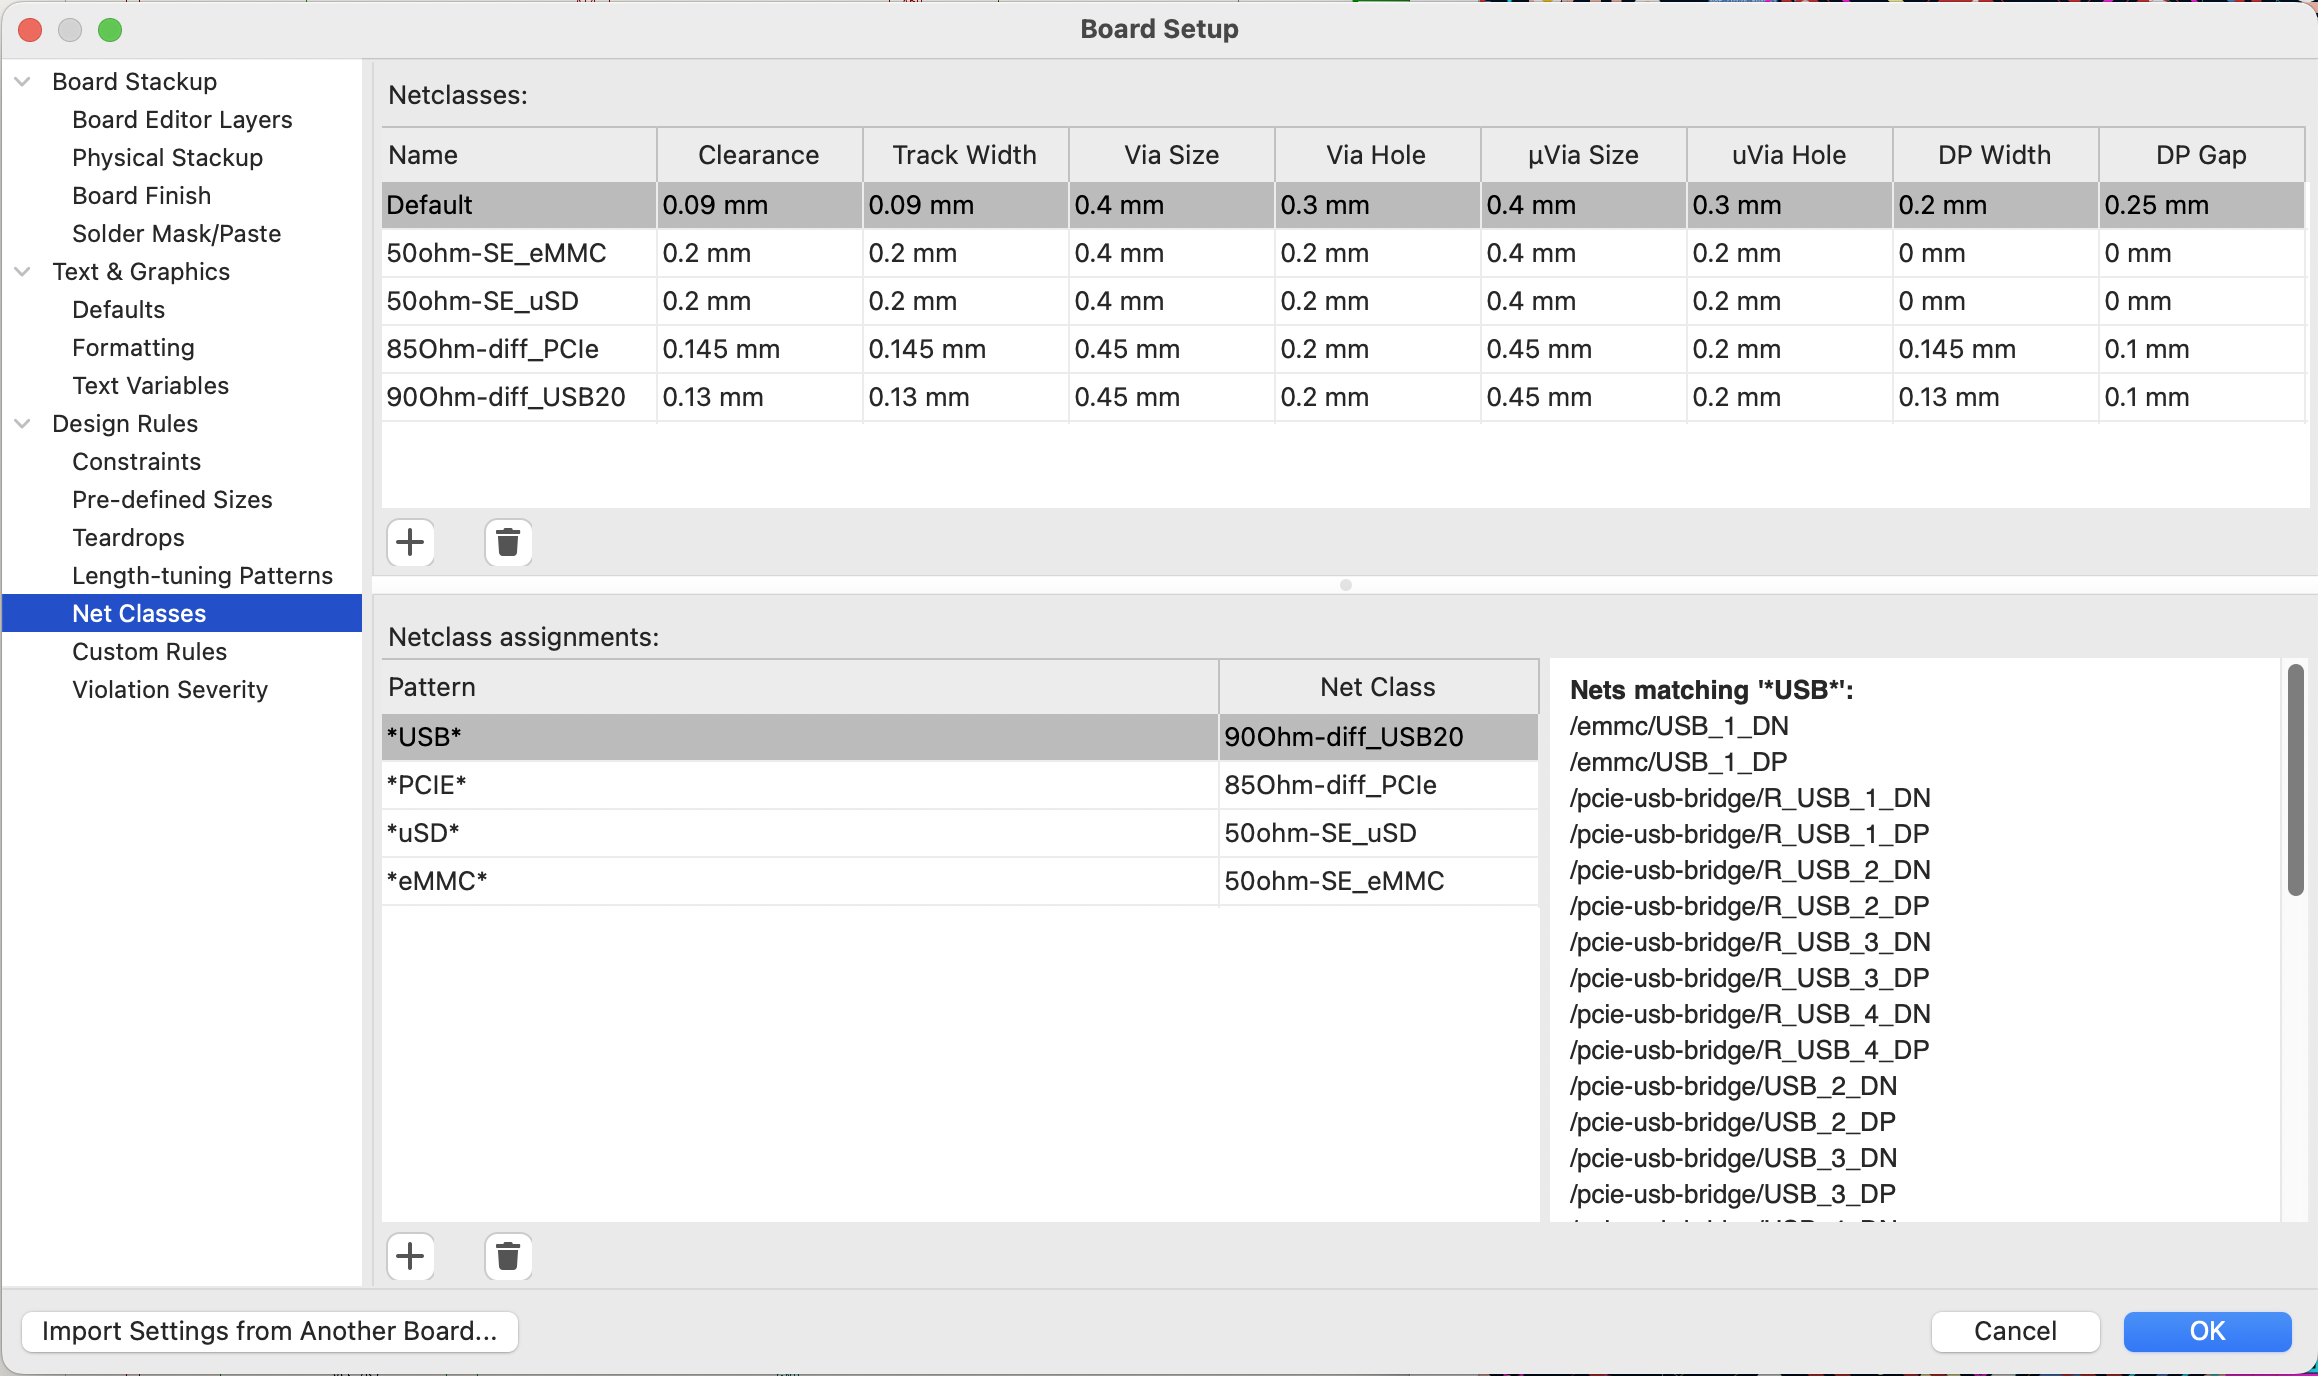 Board Setup
Board Stackup
Board Editor Layers
Physical Stackup
Board Finish
Solder Mask/Paste
Text & Graphics
Defaults
Formatting
Text Variables
Design Rules
Constraints
Pre-defined Sizes
Teardrops
Length-tuning Patterns
Net Classes
Custom Rules
Violation Severity
Netclasses:
Name Clearance Track Width Via Size Via Hole µVia Size uVia Hole DP Width DP Gap
Default 0.09 mm 0.09 mm 0.4 mm 0.3 mm 0.4 mm 0.3 mm 0.2 mm 0.25 mm
50ohm-SE_eMMC 0.2 mm 0.2 mm 0.4 mm 0.2 mm 0.4 mm 0.2 mm 0 mm 0 mm
50ohm-SE_uSD 0.2 mm 0.2 mm 0.4 mm 0.2 mm 0.4 mm 0.2 mm 0 mm 0 mm
85Ohm-diff_PCIe 0.145 mm 0.145 mm 0.45 mm 0.2 mm 0.45 mm 0.2 mm 0.145 mm 0.1 mm
90Ohm-diff_USB20 0.13 mm 0.13 mm 0.45 mm 0.2 mm 0.45 mm 0.2 mm 0.13 mm 0.1 mm
Netclass assignments:
Pattern Net Class
*USB* 90Ohm-diff_USB20
*PCIE* 85Ohm-diff_PCIe
*uSD* 50ohm-SE_uSD
*eMMC* 50ohm-SE_eMMC
Nets matching '*USB*':
/emmc/USB_1_DN
/emmc/USB_1_DP
/pcie-usb-bridge/R_USB_1_DN
/pcie-usb-bridge/R_USB_1_DP
/pcie-usb-bridge/R_USB_2_DN
/pcie-usb-bridge/R_USB_2_DP
/pcie-usb-bridge/R_USB_3_DN
/pcie-usb-bridge/R_USB_3_DP
/pcie-usb-bridge/R_USB_4_DN
/pcie-usb-bridge/R_USB_4_DP
/pcie-usb-bridge/USB_2_DN
/pcie-usb-bridge/USB_2_DP
/pcie-usb-bridge/USB_3_DN
/pcie-usb-bridge/USB_3_DP
Import Settings from Another Board...
Cancel
OK